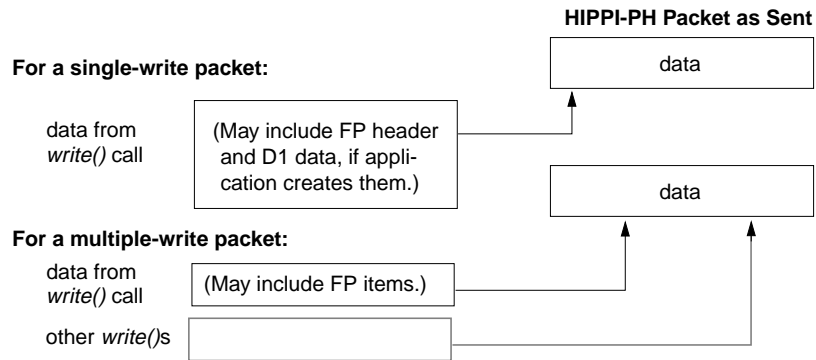 HIPPI-PH Packet as Sent
data
For a single-write packet:
data from
write() call
(May include FP header
and D1 data, if appli-
cation creates them.)
data
For a multiple-write packet:
data from
write() call
(May include FP items.)
other write()s